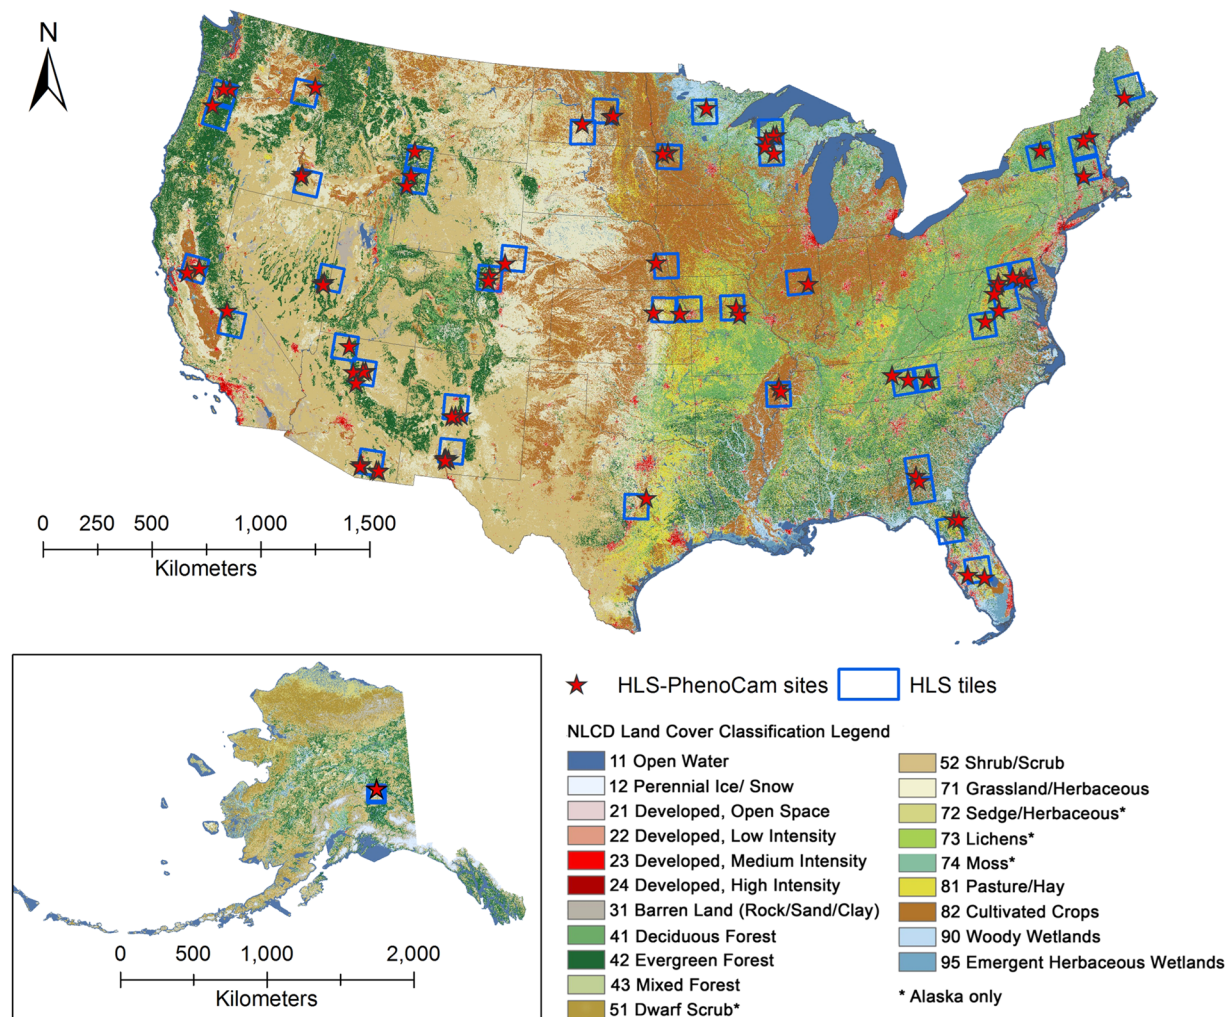 N
0 250 500 1,000 1,500
Kilometers
HLS-PhenoCam sites HLS tiles
NLCD Land Cover Classification Legend
11 Open Water
12 Perennial Ice/ Snow
21 Developed, Open Space
22 Developed, Low Intensity
23 Developed, Medium Intensity
24 Developed, High Intensity
31 Barren Land (Rock/Sand/Clay)
41 Deciduous Forest
42 Evergreen Forest
43 Mixed Forest
51 Dwarf Scrub*
52 Shrub/Scrub
71 Grassland/Herbaceous
72 Sedge/Herbaceous*
73 Lichens*
74 Moss*
81 Pasture/Hay
82 Cultivated Crops
90 Woody Wetlands
95 Emergent Herbaceous Wetlands
* Alaska only
0 500 1,000 2,000
Kilometers